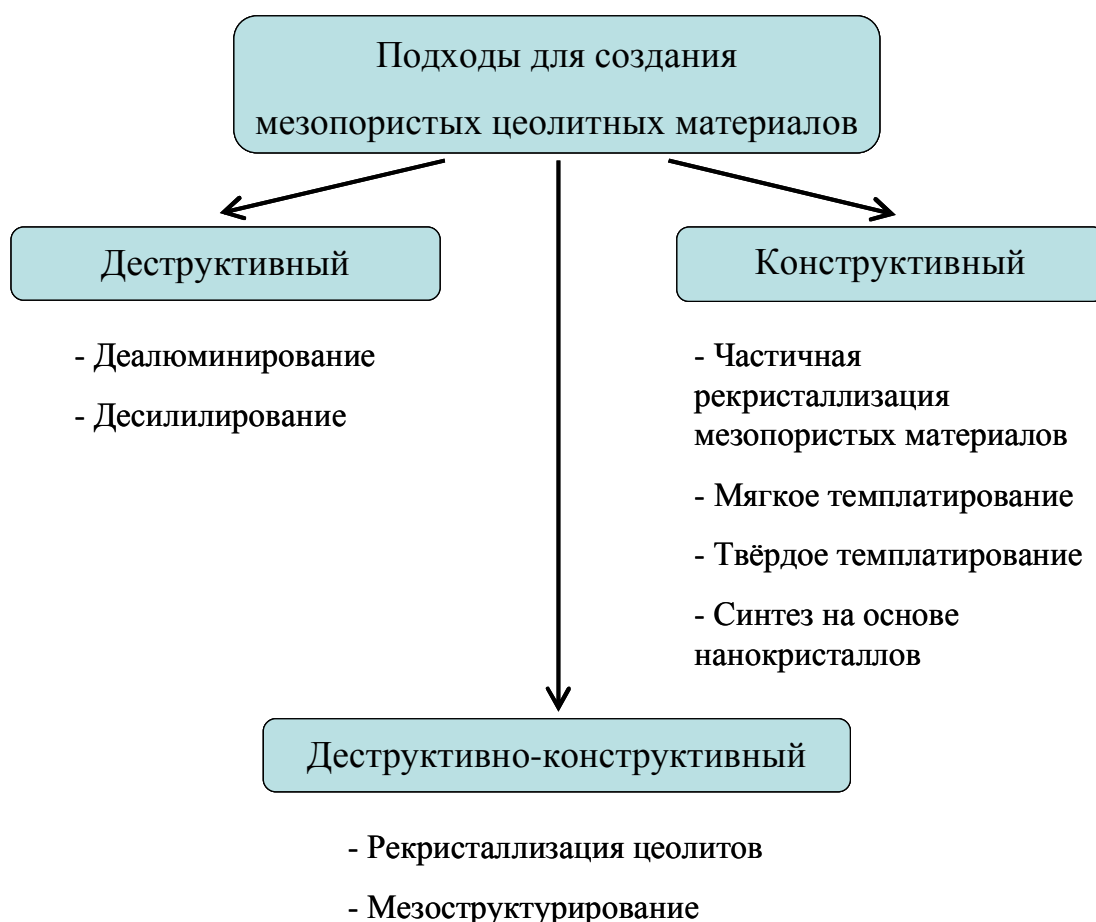 Подходы для создания
мезопористых цеолитных материалов
Деструктивный
- Деалюминирование
- Десилилирование
Конструктивный
- Частичная
рекристаллизация
мезопористых материалов
- Мягкое темплатирование
- Твёрдое темплатирование
- Синтез на основе
нанокристаллов
Деструктивно-конструктивный
- Рекристаллизация цеолитов
- Мезоструктурирование